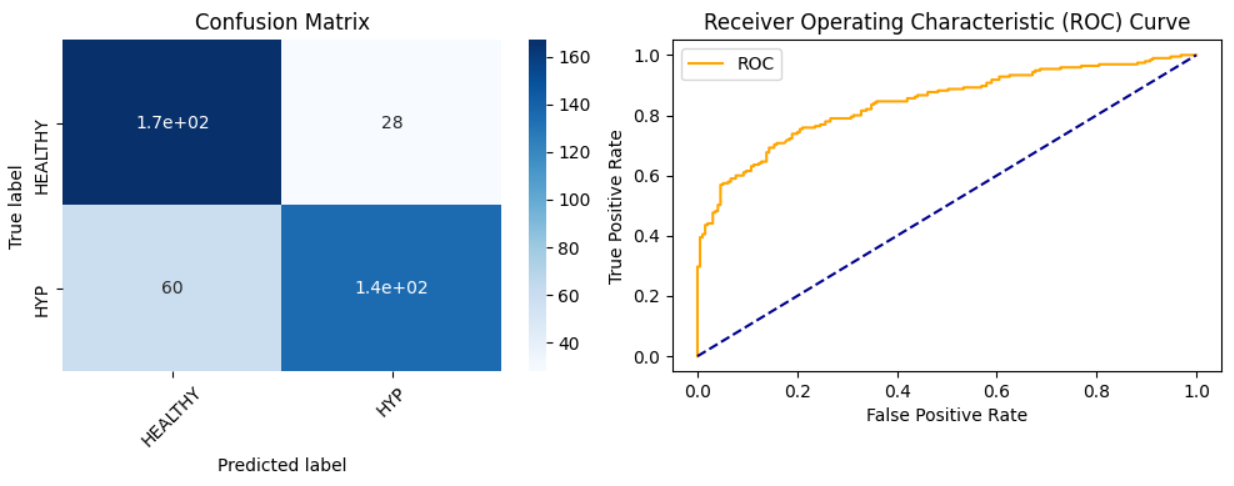 Confusion Matrix
True label
HEALTHY
HYP
1.7e+02
28
60
1.4e+02
160
140
120
100
80
60
40
HEALTHY
HYP
Predicted label
Receiver Operating Characteristic (ROC) Curve
ROC
True Positive Rate
1.0
0.8
0.6
0.4
0.2
0.0
0.0
0.2
0.4
0.6
0.8
1.0
False Positive Rate